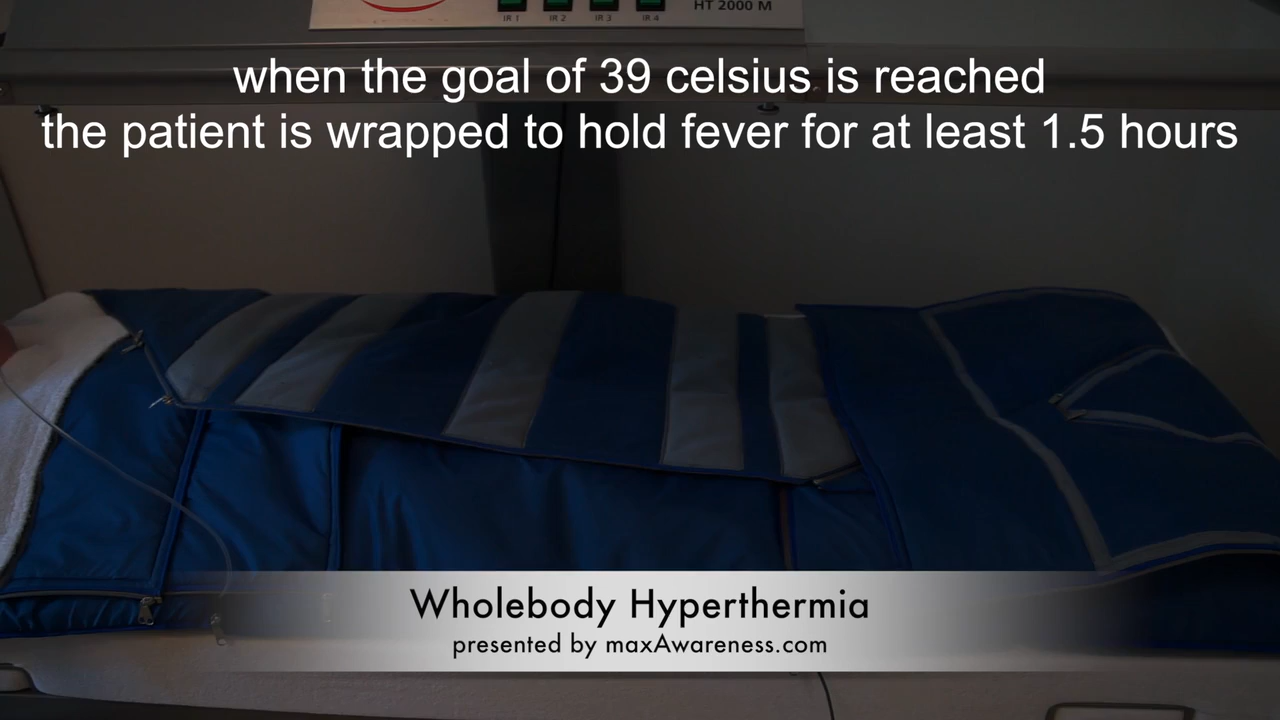 HT 2000 M
IR 1 IR 2 IR 3 IR 4
when the goal of 39 celsius is reached
the patient is wrapped to hold fever for at least 1.5 hours
Wholebody Hyperthermia
presented by maxAwareness.com